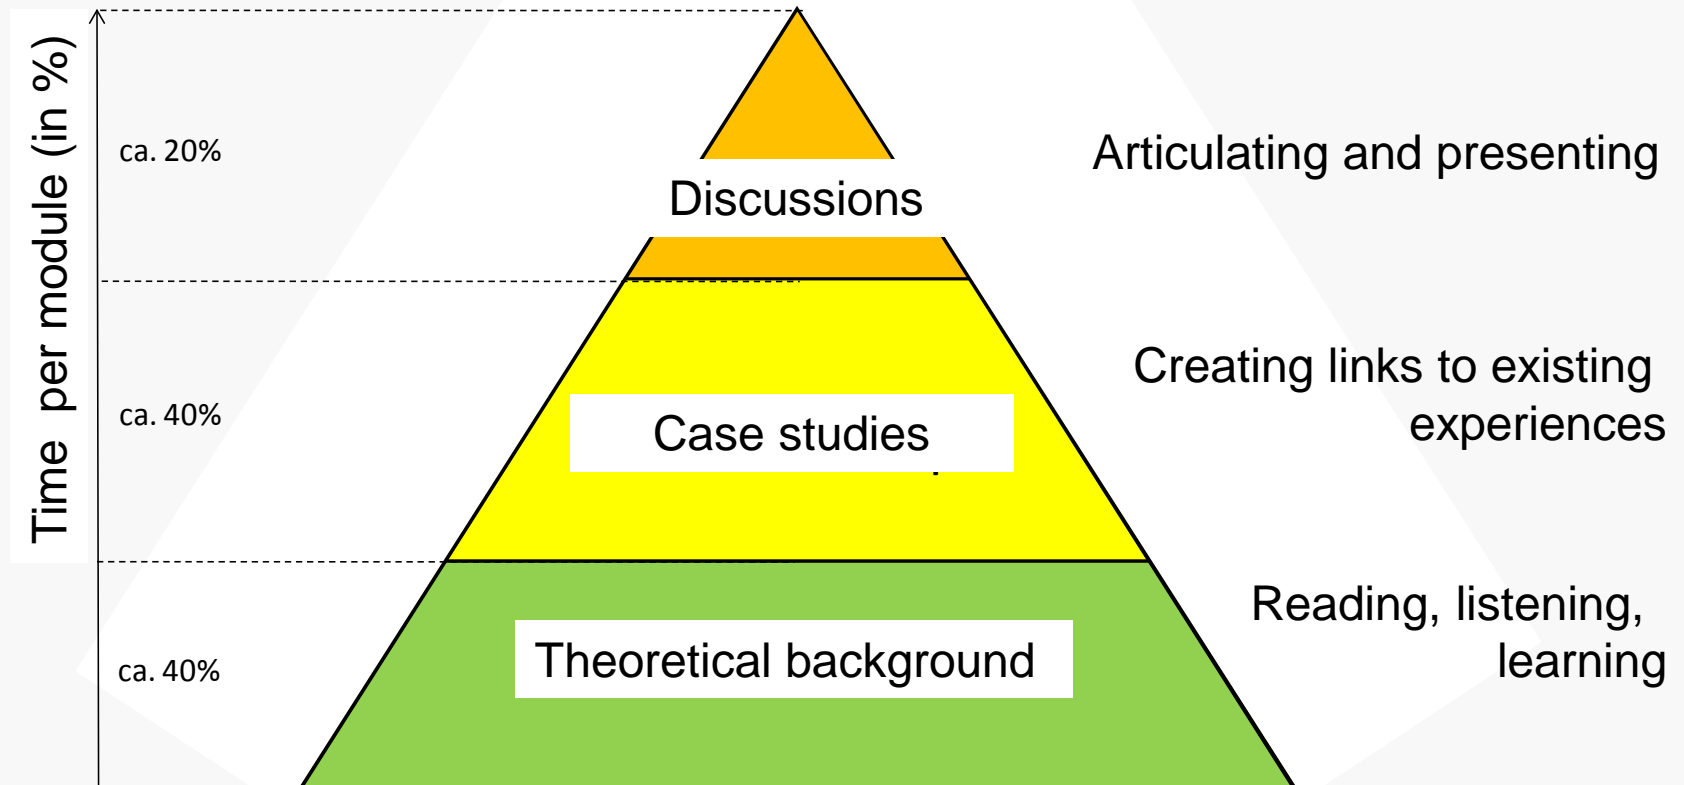 Time per module (in %)
ca. 20%
Discussions
Articulating and presenting
ca. 40%
Case studies
Creating links to existing
experiences
ca. 40%
Theoretical background
Reading, listening,
learning